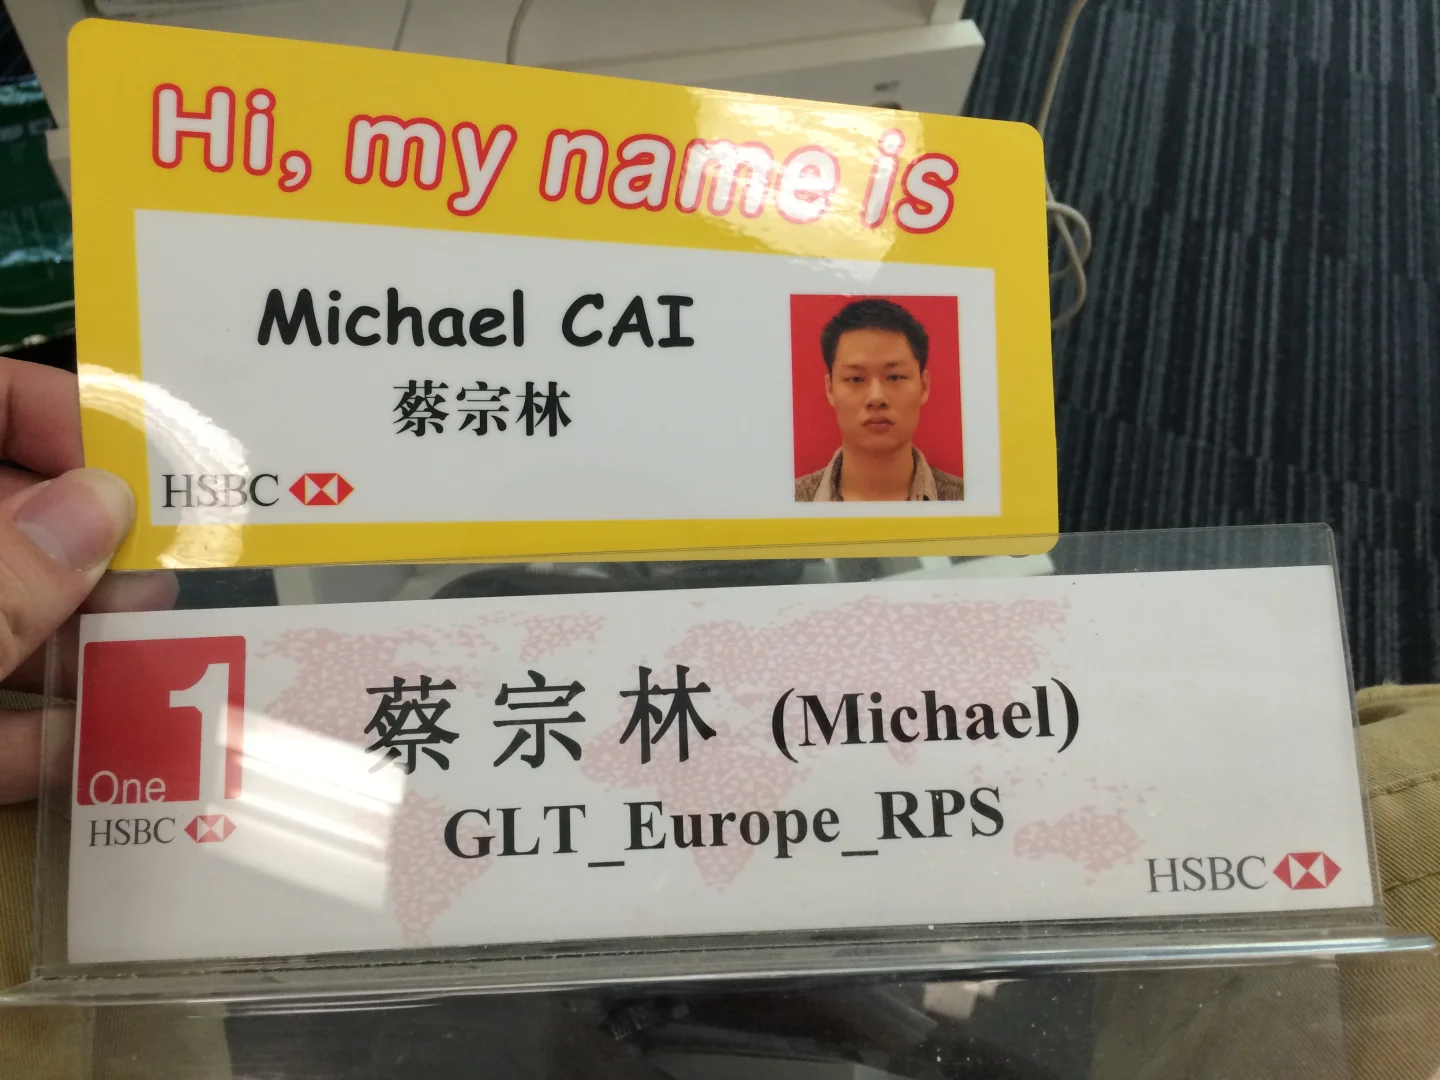 Hi, my name is
Michael CAI
蔡宗林
HSBC
1
One
HSBC
蔡宗林 (Michael)
GLT_Europe_RPS
HSBC